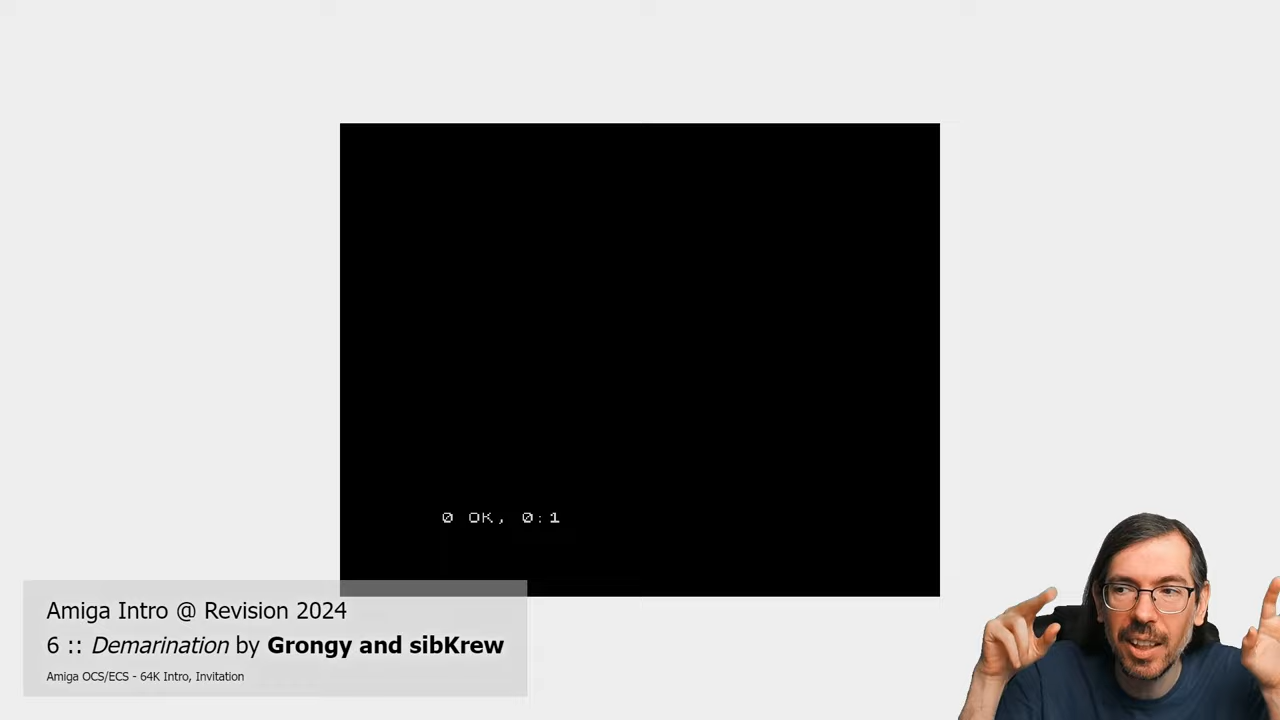 0 OK, 0:1
Amiga Intro @ Revision 2024
6 :: Demarination by Grongy and sibKrew
Amiga OCS/ECS - 64K Intro, Invitation